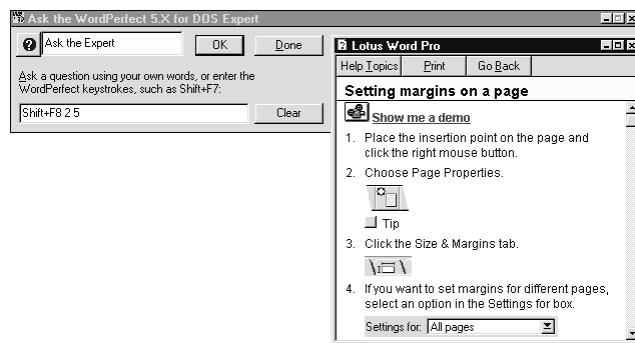 Ask the WordPerfect 5.X for DOS Expert
Ask the Expert
OK
Done
Ask a question using your own words, or enter the
WordPerfect keystrokes, such as Shift+F7:
Shift+F8 2 5
Clear
Lotus Word Pro
Help Topics
Print
Go Back
Setting margins on a page
Show me a demo
1. Place the insertion point on the page and
click the right mouse button.
2. Choose Page Properties.
Tip
3. Click the Size & Margins tab.
4. If you want to set margins for different pages,
select an option in the Settings for box.
Settings for: All pages